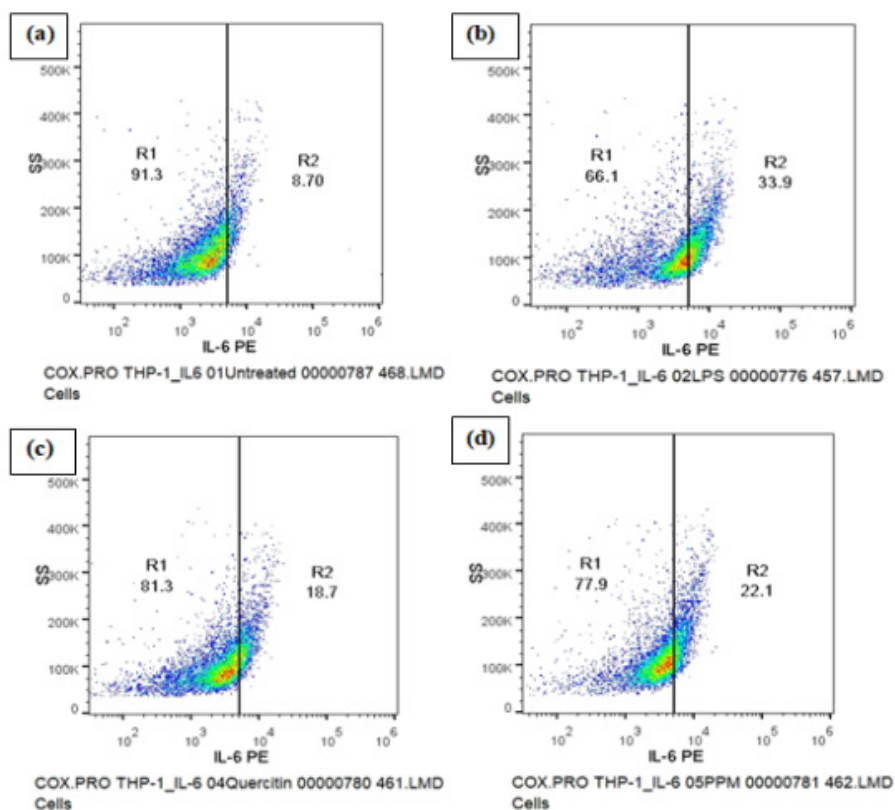 (a)
500K
400K
300K
200K
100K
0
SS
R1
91.3
R2
8.70
10^2
10^3
10^4
10^5
10^6
IL-6 PE
COX.PRO THP-1_IL6 01Untreated 00000787 468.LMD
Cells
(b)
500K
400K
300K
200K
100K
0
SS
R1
66.1
R2
33.9
10^2
10^3
10^4
10^5
10^6
IL-6 PE
COX.PRO THP-1_IL-6 02LPS 00000776 457.LMD
Cells
(c)
500K
400K
300K
200K
100K
0
SS
R1
81.3
R2
18.7
10^2
10^3
10^4
10^5
10^6
IL-6 PE
COX.PRO THP-1_IL-6 04Quercitin 00000780 461.LMD
Cells
(d)
500K
400K
300K
200K
100K
0
SS
R1
77.9
R2
22.1
10^2
10^3
10^4
10^5
10^6
IL-6 PE
COX.PRO THP-1_IL-6 05PPM 00000781 462.LMD
Cells